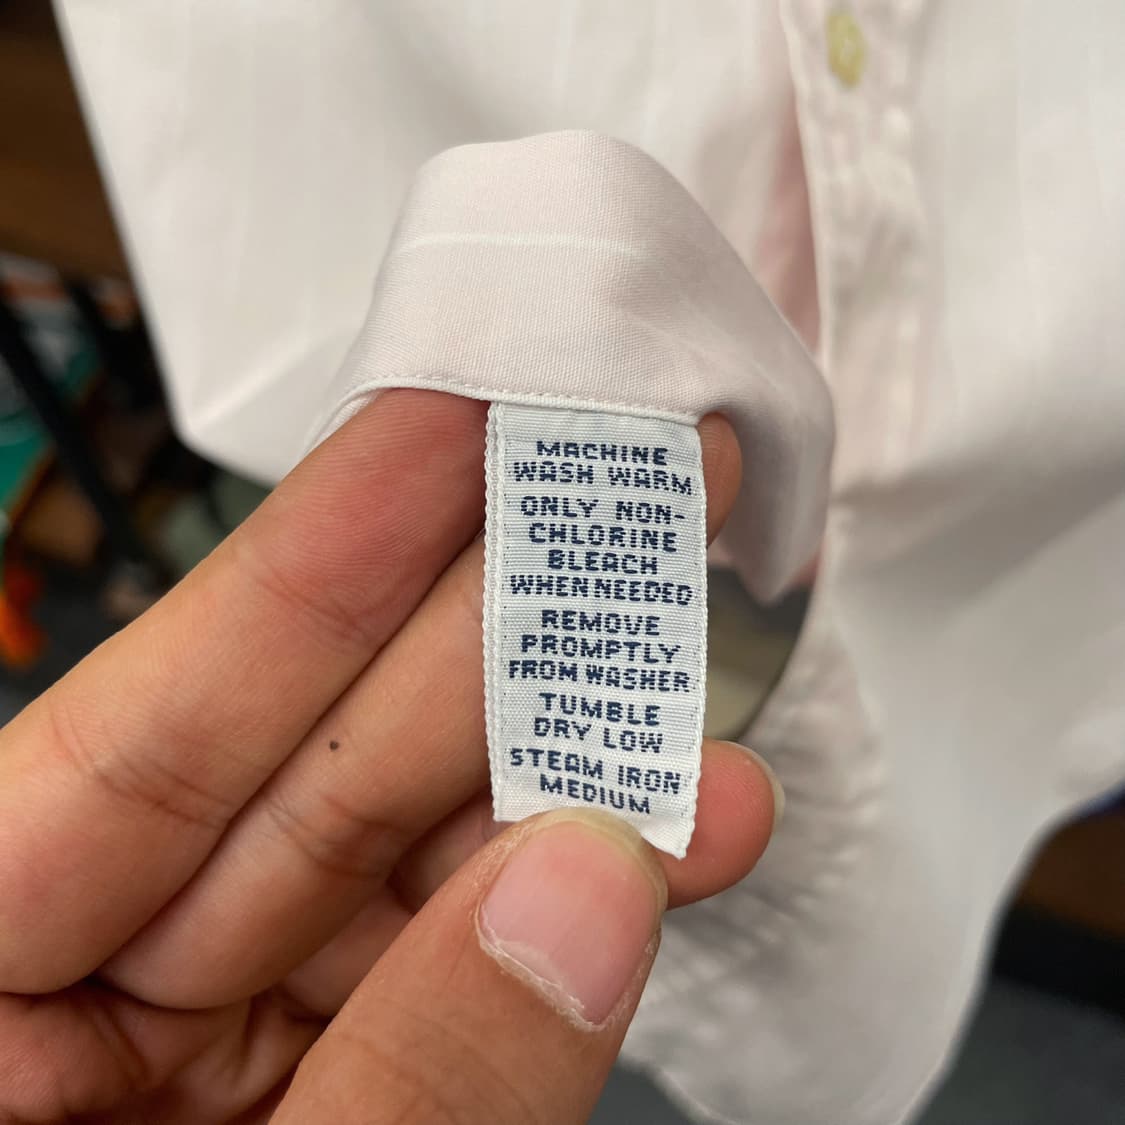 MACHINE
WASH WARM
ONLY NON-
CHLORINE
BLEACH
WHEN NEEDED
REMOVE
PROMPTLY
FROM WASHER
TUMBLE
DRY LOW
STEAM IRON
MEDIUM